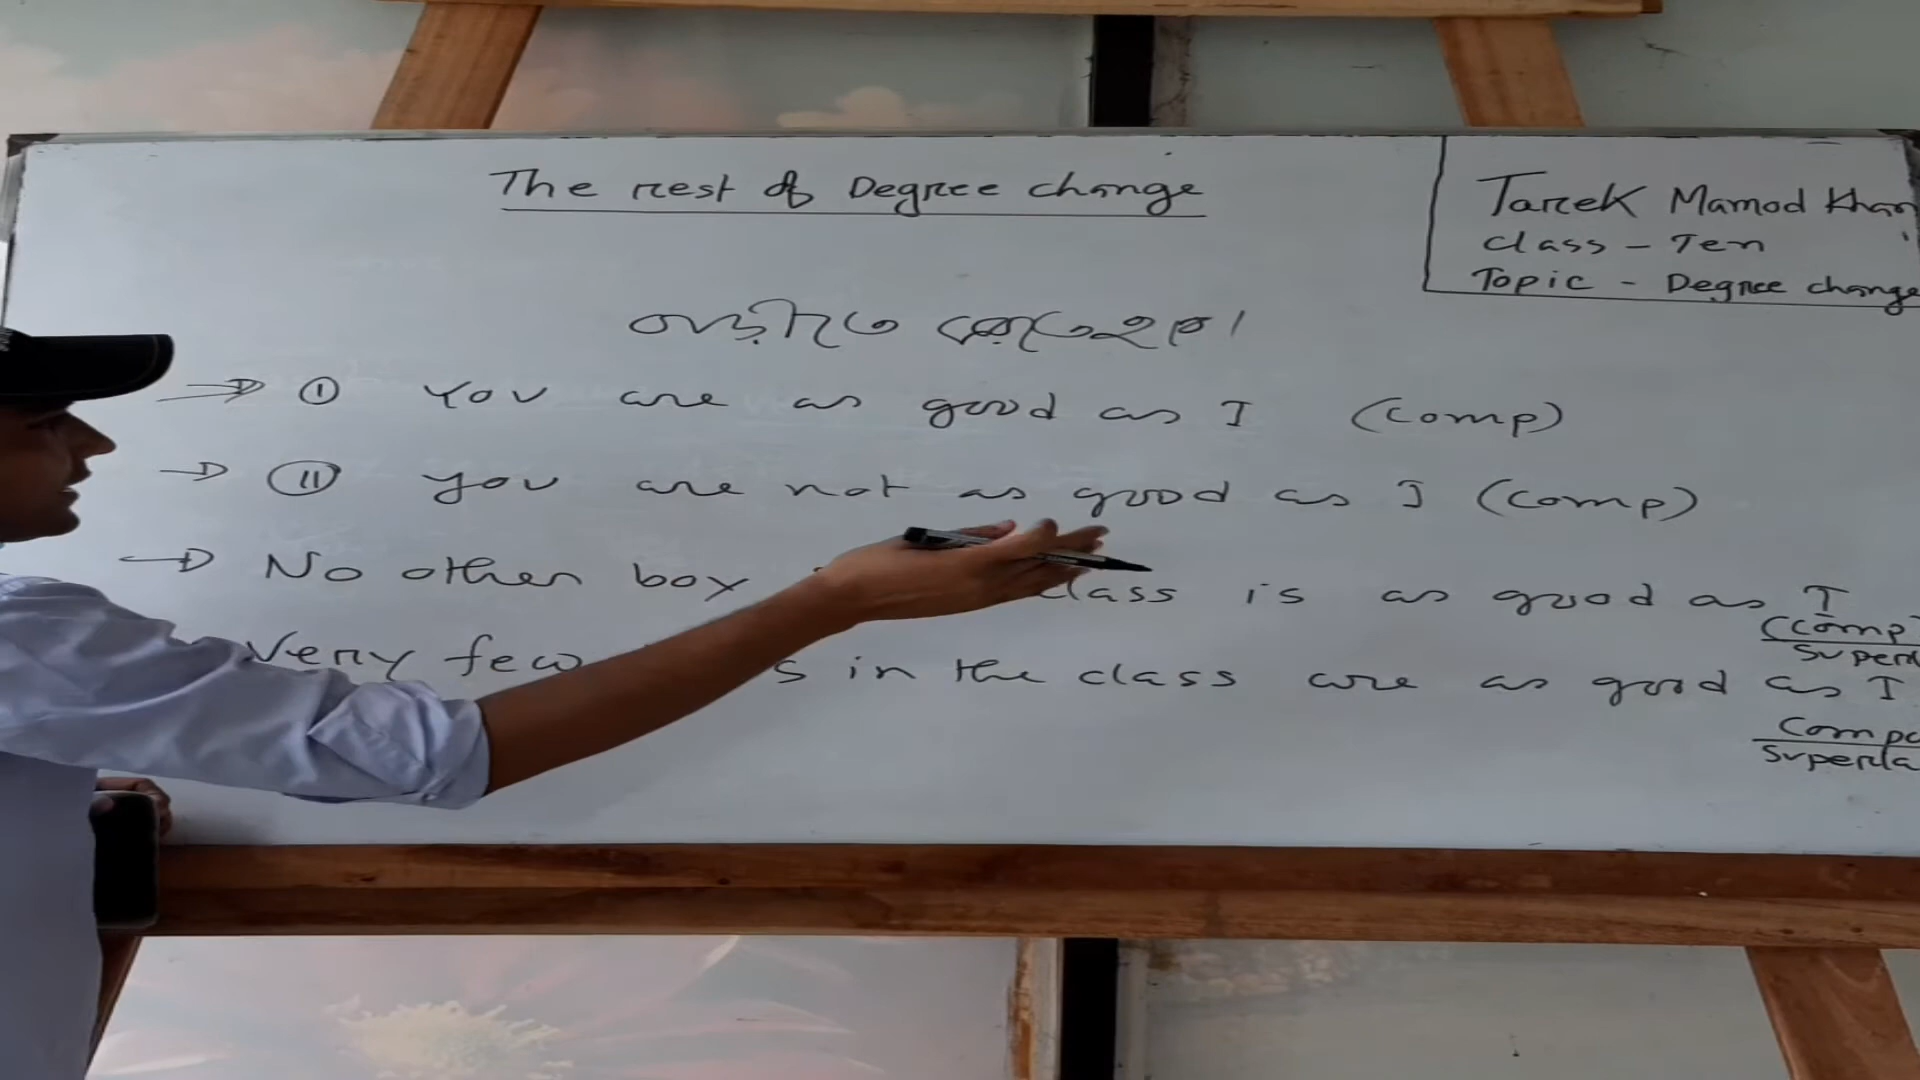 The rest of Degree change
Tarek Mamod Khan
class - Ten
Topic - Degree change
① You are as good as I (comp)
⑪ You are not as good as I (comp)
No other boy class is as good as I
(comp)
Super
Very few s in the class are as good as I
Compa
Superla